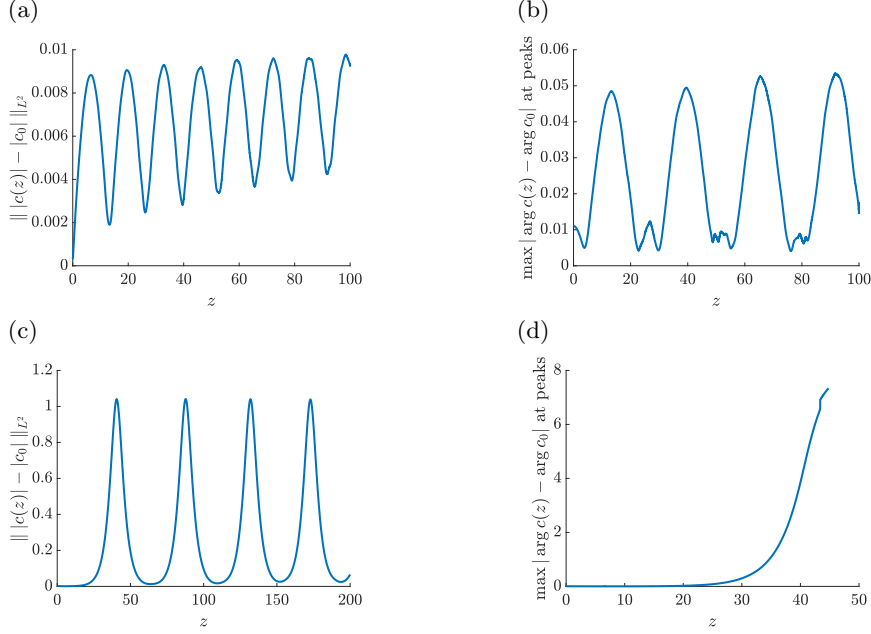 (a)
0.01
0.008
0.006
0.004
0.002
0
0 20 40 60 80 100
z
‖ |c(z)| − |c₀| ‖_{L²}
(b)
0.06
0.05
0.04
0.03
0.02
0.01
0
0 20 40 60 80 100
z
max | arg c(z) − arg c₀| at peaks
(c)
1.2
1
0.8
0.6
0.4
0.2
0
0 50 100 150 200
z
‖ |c(z)| − |c₀| ‖_{L²}
(d)
8
6
4
2
0
0 10 20 30 40 50
z
max | arg c(z) − arg c₀| at peaks